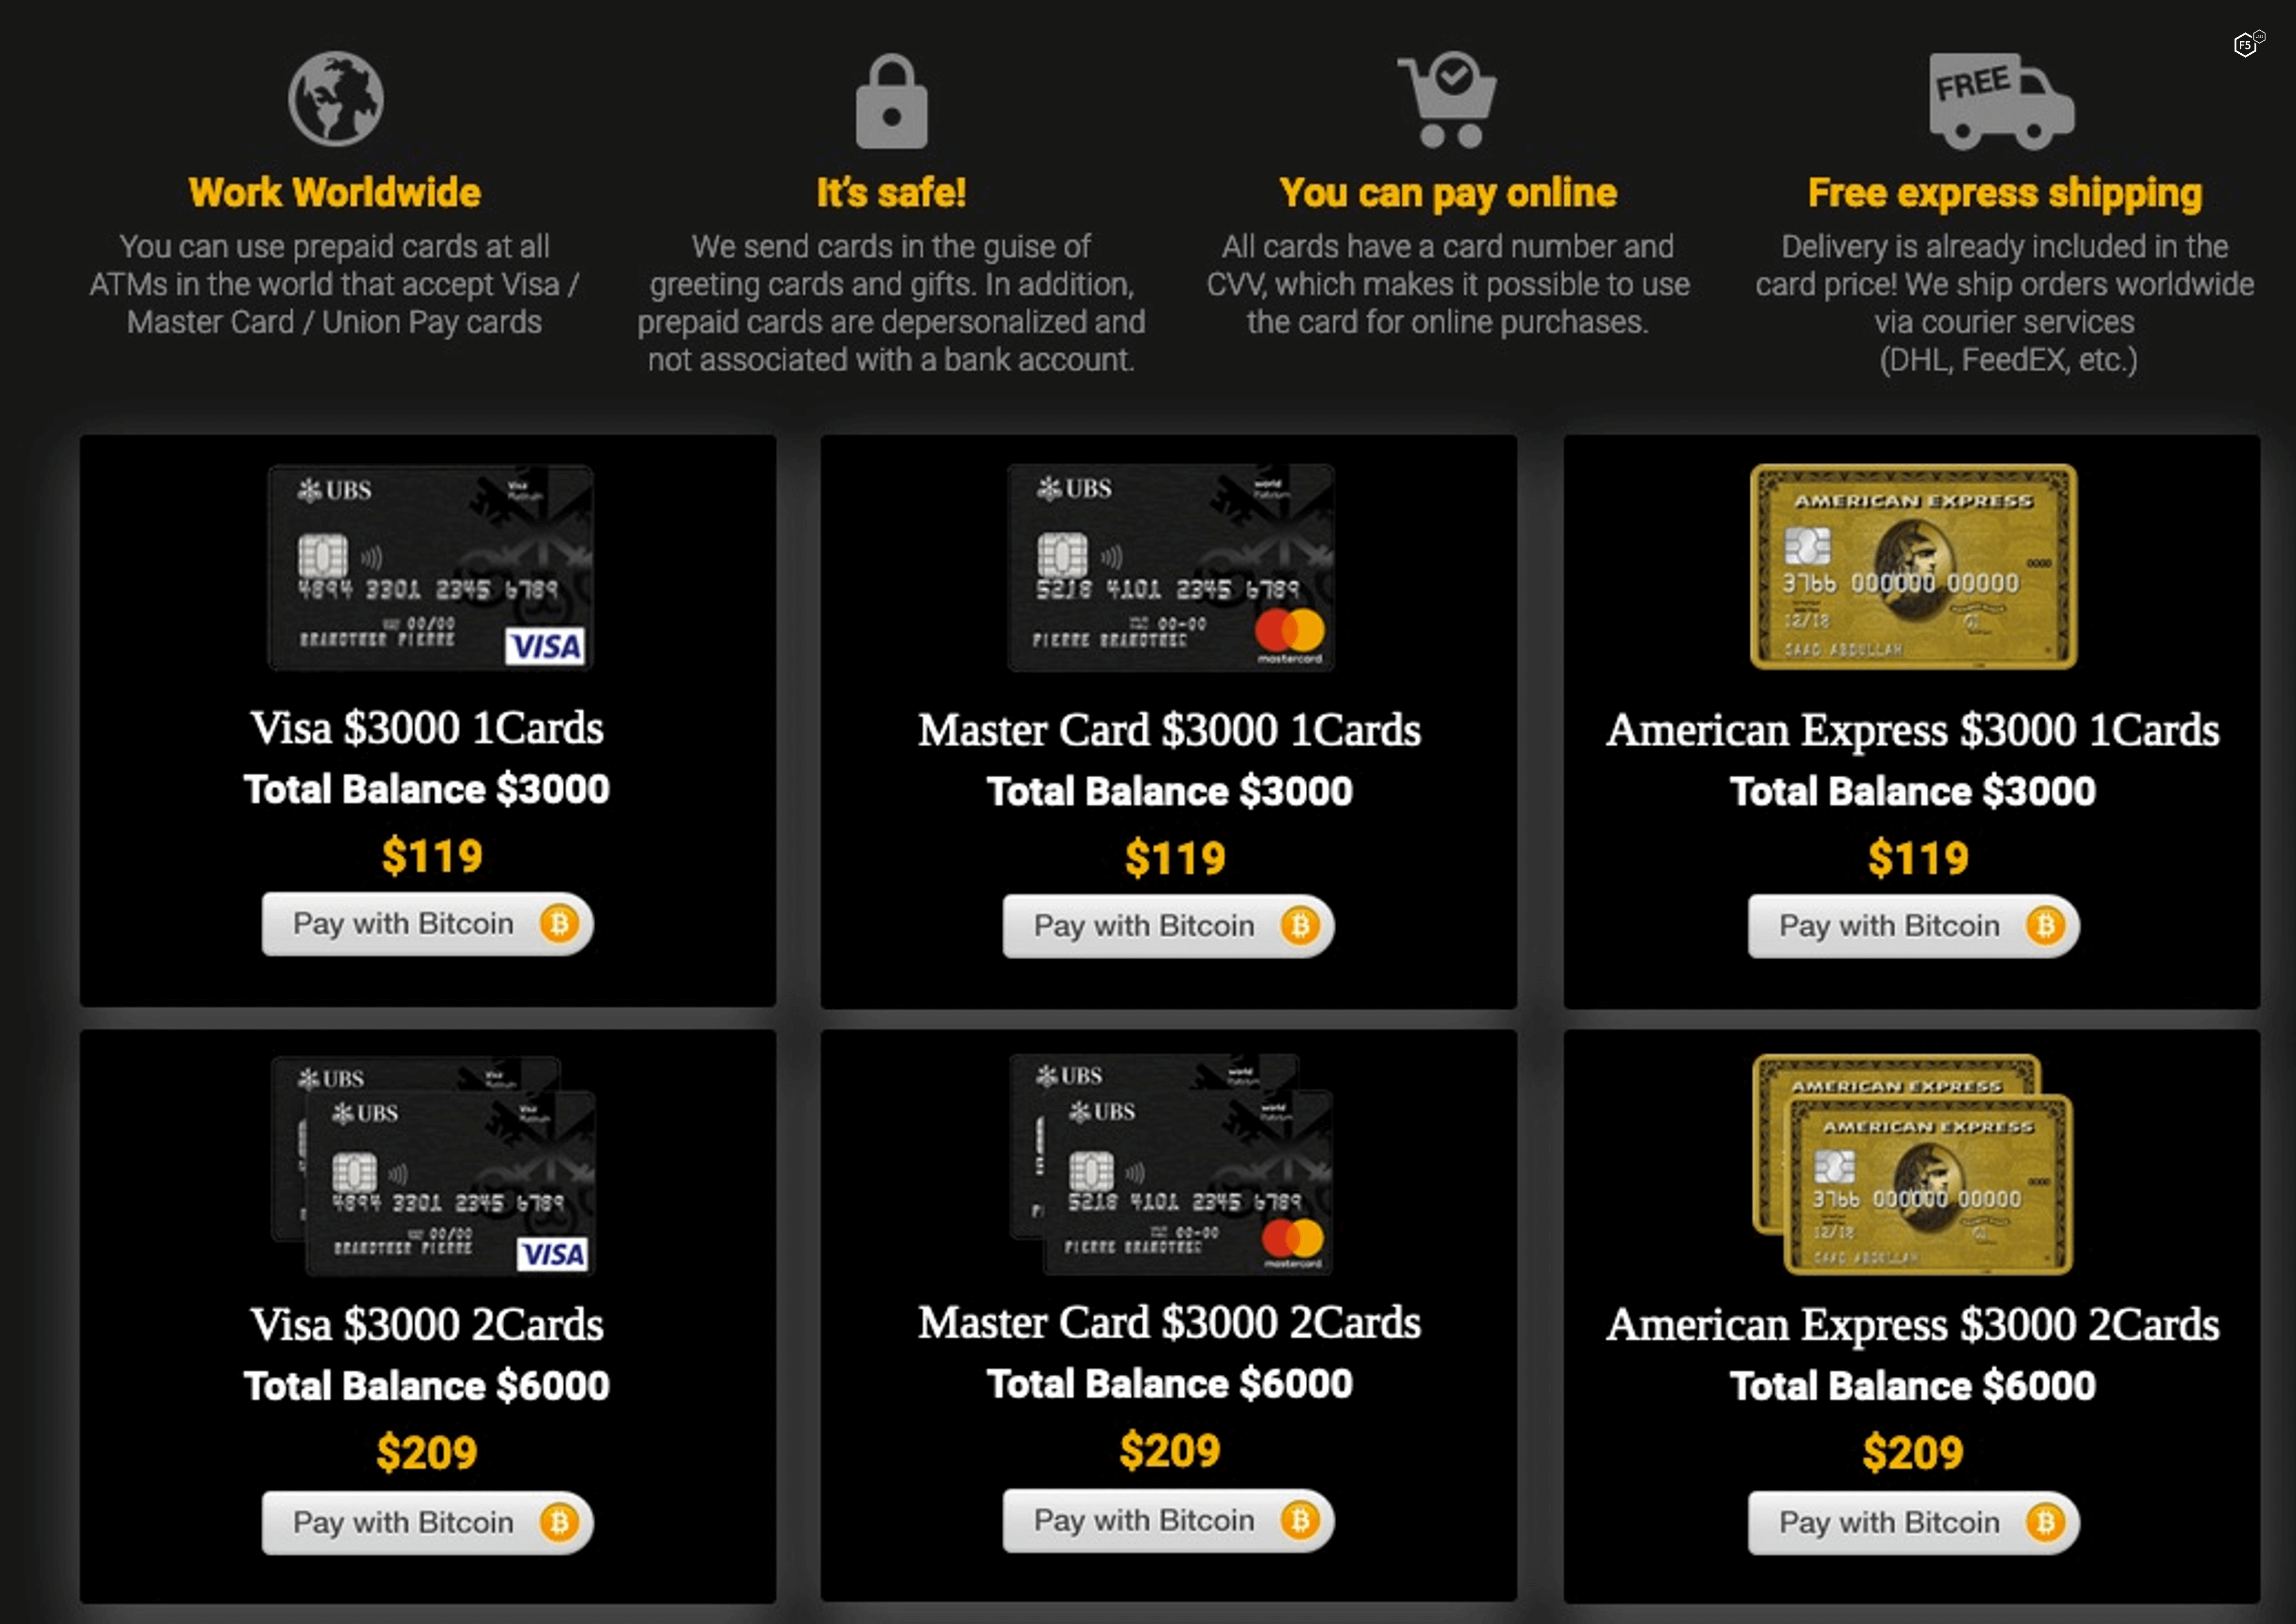 F5
FREE
Work Worldwide
You can use prepaid cards at all
ATMs in the world that accept Visa /
Master Card / Union Pay cards
It's safe!
We send cards in the guise of
greeting cards and gifts. In addition,
prepaid cards are depersonalized and
not associated with a bank account.
You can pay online
All cards have a card number and
CVV, which makes it possible to use
the card for online purchases.
Free express shipping
Delivery is already included in the
card price! We ship orders worldwide
via courier services
(DHL, FeedEX, etc.)
UBS
Visa
Platinum
4894 3301 2345 6789
00/00
PIERRE
VISA
Visa $3000 1Cards
Total Balance $3000
$119
Pay with Bitcoin
UBS
world
Platinum
5218 4101 2345 6789
00-00
PIERRE
mastercard
Master Card $3000 1Cards
Total Balance $3000
$119
Pay with Bitcoin
AMERICAN EXPRESS
0000
3766 000000 00000
12/18
SAAD ABDULLAH
American Express $3000 1Cards
Total Balance $3000
$119
Pay with Bitcoin
UBS
Visa
UBS
Visa
4894 3301 2345 6789
00/00
PIERRE
VISA
Visa $3000 2Cards
Total Balance $6000
$209
Pay with Bitcoin
UBS
world
UBS
world
5218 4101 2345 6789
00-00
PIERRE
mastercard
Master Card $3000 2Cards
Total Balance $6000
$209
Pay with Bitcoin
AMERICAN EXPRESS
AMERICAN EXPRESS
0000
3766 000000 00000
12/18
SAAD ABDULLAH
American Express $3000 2Cards
Total Balance $6000
$209
Pay with Bitcoin